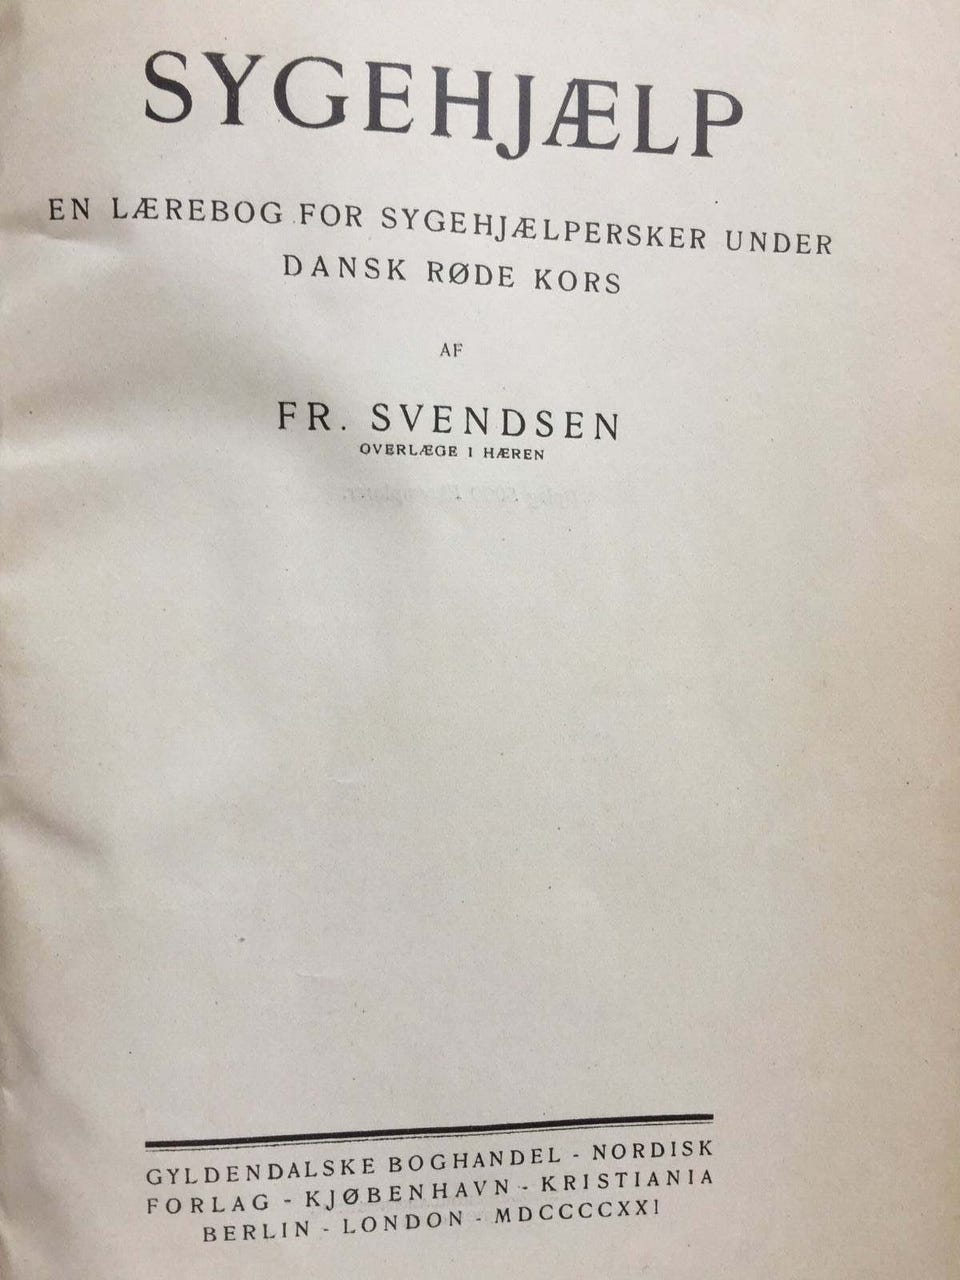 SYGEHJÆLP
EN LÆREBOG FOR SYGEHJÆLPERSKER UNDER
DANSK RØDE KORS
AF
FR. SVENDSEN
OVERLÆGE I HÆREN
GYLDENDALSKE BOGHANDEL - NORDISK
FORLAG - KJØBENHAVN - KRISTIANIA
BERLIN - LONDON - MDCCCCXXI